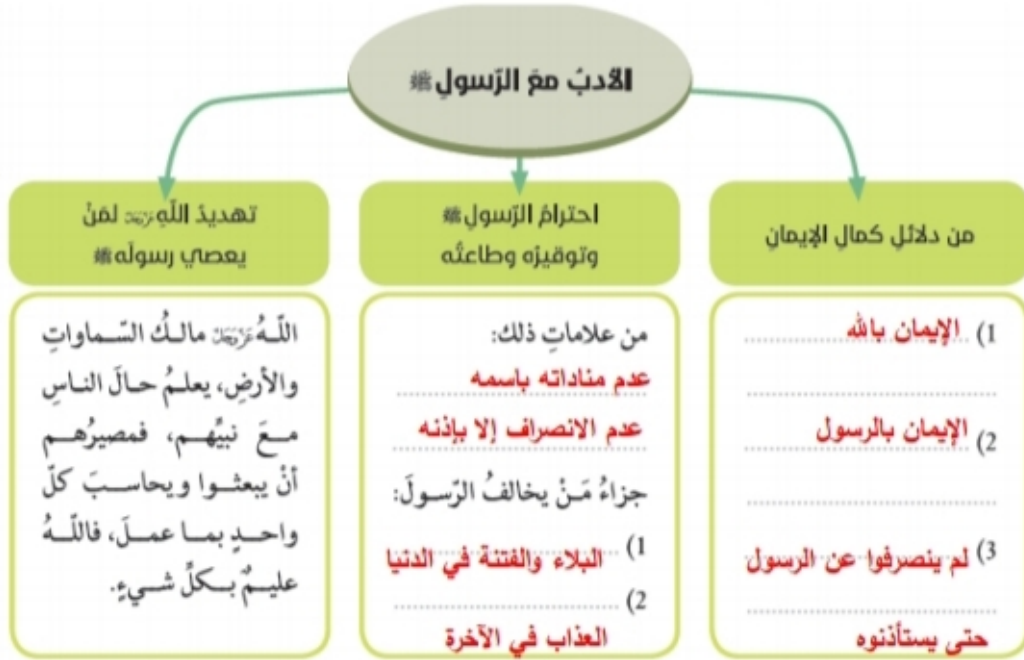 الأدبُ معَ الرّسولِ ﷺ
من دلائلِ كمالِ الإيمانِ
1) الإيمان بالله
2) الإيمان بالرسول
3) لم ينصرفوا عن الرسول
حتى يستأذنوه
احترامُ الرّسولِ ﷺ
وتوقيرُه وطاعتُه
من علاماتِ ذلك:
عدم مناداته باسمه
عدم الانصراف إلا بإذنه
جزاءُ مَنْ يخالفُ الرّسولَ:
1) البلاء والفتنة في الدنيا
2)
العذاب في الآخرة
تهديدُ اللّهِ عزّ وجلّ لمَنْ
يعصي رسولَه ﷺ
اللّهُ عزّ وجلّ مالكُ السّماواتِ
والأرضِ، يعلمُ حالَ الناسِ
معَ نبيِّهم، فمصيرُهم
أنْ يبعثوا ويحاسبَ كلّ
واحدٍ بما عملَ، فاللّهُ
عليمٌ بكلِّ شيءٍ.